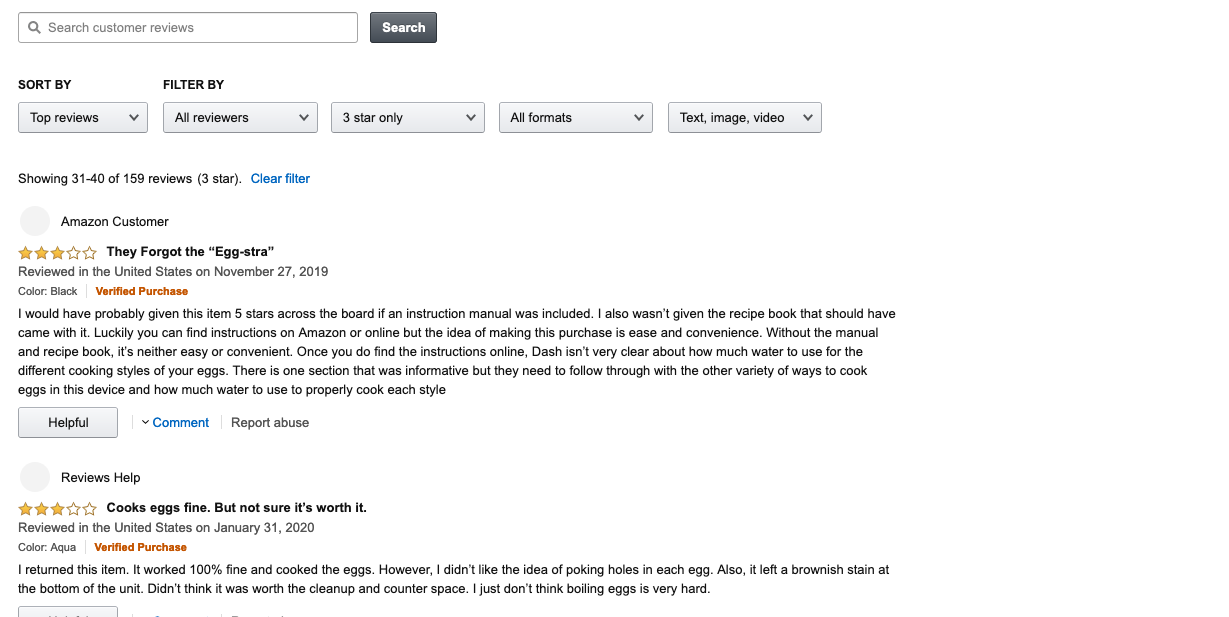 Search customer reviews Search
SORT BY FILTER BY
Top reviews All reviewers 3 star only All formats Text, image, video
Showing 31-40 of 159 reviews (3 star). Clear filter
Amazon Customer
They Forgot the “Egg-stra”
Reviewed in the United States on November 27, 2019
Color: Black Verified Purchase
I would have probably given this item 5 stars across the board if an instruction manual was included. I also wasn’t given the recipe book that should have
came with it. Luckily you can find instructions on Amazon or online but the idea of making this purchase is ease and convenience. Without the manual
and recipe book, it’s neither easy or convenient. Once you do find the instructions online, Dash isn’t very clear about how much water to use for the
different cooking styles of your eggs. There is one section that was informative but they need to follow through with the other variety of ways to cook
eggs in this device and how much water to use to properly cook each style
Helpful Comment Report abuse
Reviews Help
Cooks eggs fine. But not sure it’s worth it.
Reviewed in the United States on January 31, 2020
Color: Aqua Verified Purchase
I returned this item. It worked 100% fine and cooked the eggs. However, I didn’t like the idea of poking holes in each egg. Also, it left a brownish stain at
the bottom of the unit. Didn’t think it was worth the cleanup and counter space. I just don’t think boiling eggs is very hard.